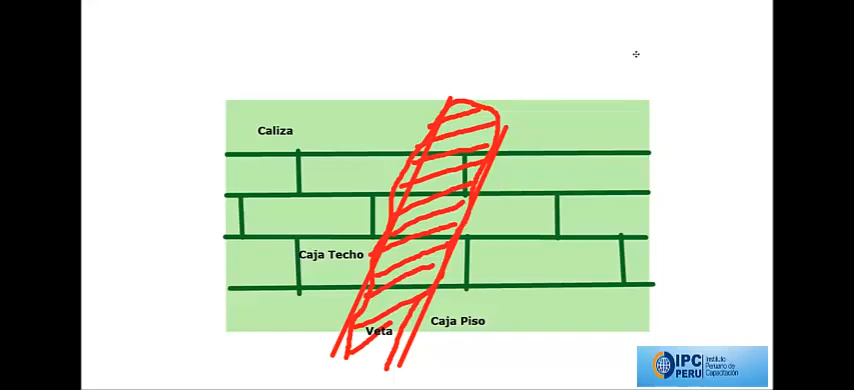 Caliza
Caja Techo
Caja Piso
Veta
IPC
PERU
Instituto
Peruano de
Capacitación